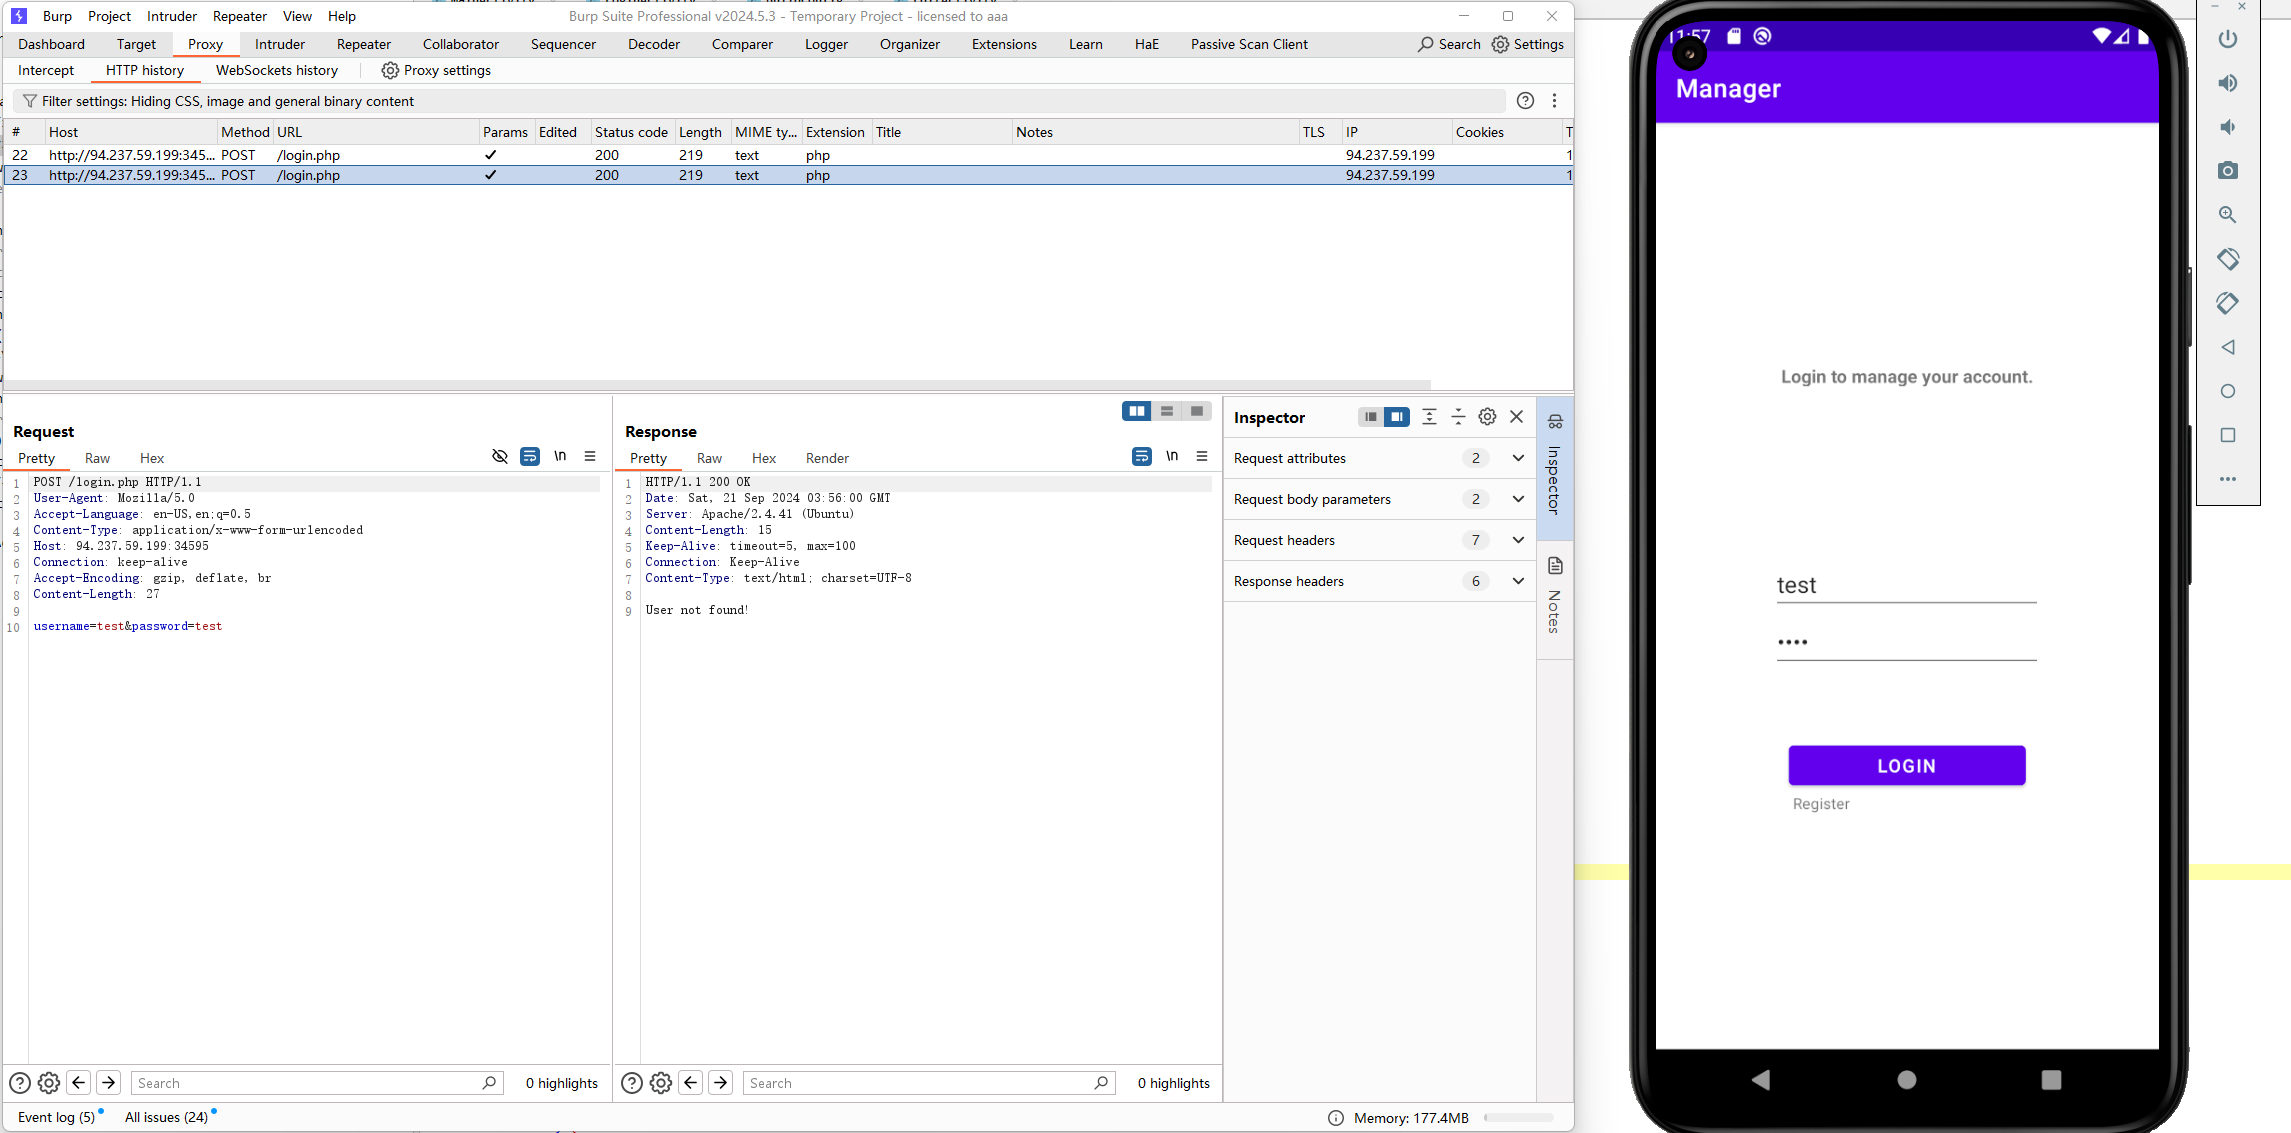 Burp Project Intruder Repeater View Help Burp Suite Professional v2024.5.3 - Temporary Project - licensed to aaa
Dashboard Target Proxy Intruder Repeater Collaborator Sequencer Decoder Comparer Logger Organizer Extensions Learn HaE Passive Scan Client Search Settings
Intercept HTTP history WebSockets history Proxy settings
Filter settings: Hiding CSS, image and general binary content
# Host Method URL Params Edited Status code Length MIME ty... Extension Title Notes TLS IP Cookies T
22 http://94.237.59.199:345... POST /login.php ✓ 200 219 text php 94.237.59.199 1
23 http://94.237.59.199:345... POST /login.php ✓ 200 219 text php 94.237.59.199 1
Request
Pretty Raw Hex \n
1 POST /login.php HTTP/1.1
2 User-Agent: Mozilla/5.0
3 Accept-Language: en-US,en;q=0.5
4 Content-Type: application/x-www-form-urlencoded
5 Host: 94.237.59.199:34595
6 Connection: keep-alive
7 Accept-Encoding: gzip, deflate, br
8 Content-Length: 27
9
10 username=test&password=test
Search 0 highlights
Response
Pretty Raw Hex Render \n
1 HTTP/1.1 200 OK
2 Date: Sat, 21 Sep 2024 03:56:00 GMT
3 Server: Apache/2.4.41 (Ubuntu)
4 Content-Length: 15
5 Keep-Alive: timeout=5, max=100
6 Connection: Keep-Alive
7 Content-Type: text/html; charset=UTF-8
8
9 User not found!
Search 0 highlights
Inspector
Request attributes 2
Request body parameters 2
Request headers 7
Response headers 6
Inspector
Notes
Event log (5) All issues (24) Memory: 177.4MB
11:57
Manager
Login to manage your account.
test
••••
LOGIN
Register